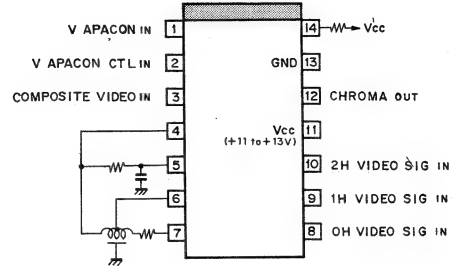 V APACON IN 1
V APACON CTL IN 2
COMPOSITE VIDEO IN 3
4
5
6
7
14 V'cc
GND 13
12 CHROMA OUT
Vcc 11
(+11 to +13V)
10 2H VIDEO SIG IN
9 1H VIDEO SIG IN
8 0H VIDEO SIG IN